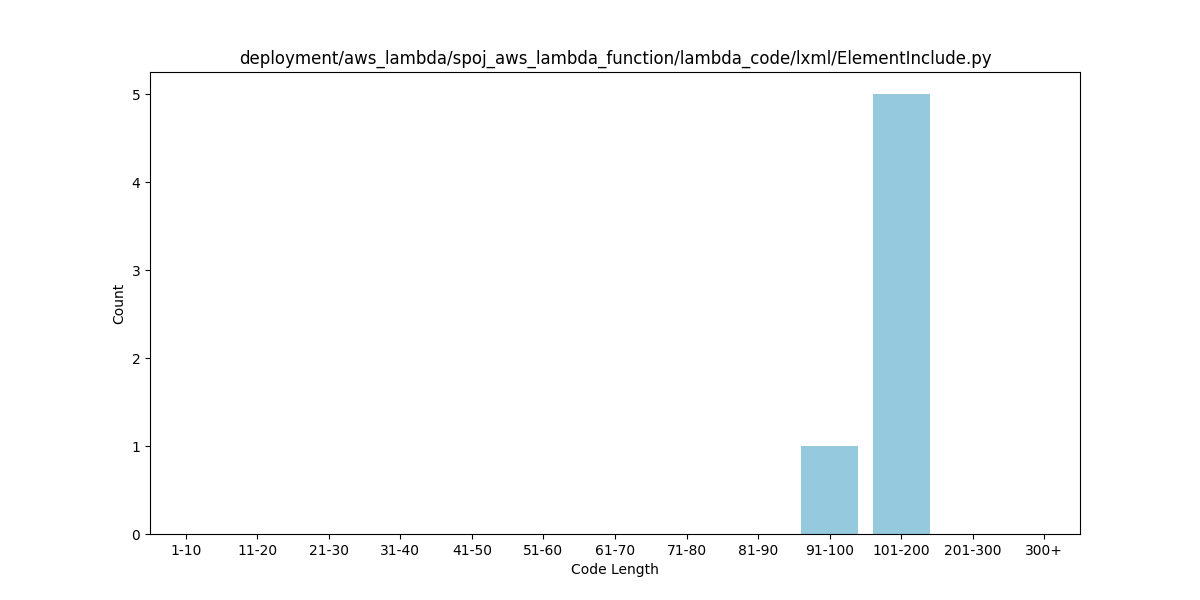 deployment/aws_lambda/spoj_aws_lambda_function/lambda_code/lxml/ElementInclude.py
5
4
3
2
1
0
Count
1-10 11-20 21-30 31-40 41-50 51-60 61-70 71-80 81-90 91-100 101-200 201-300 300+
Code Length